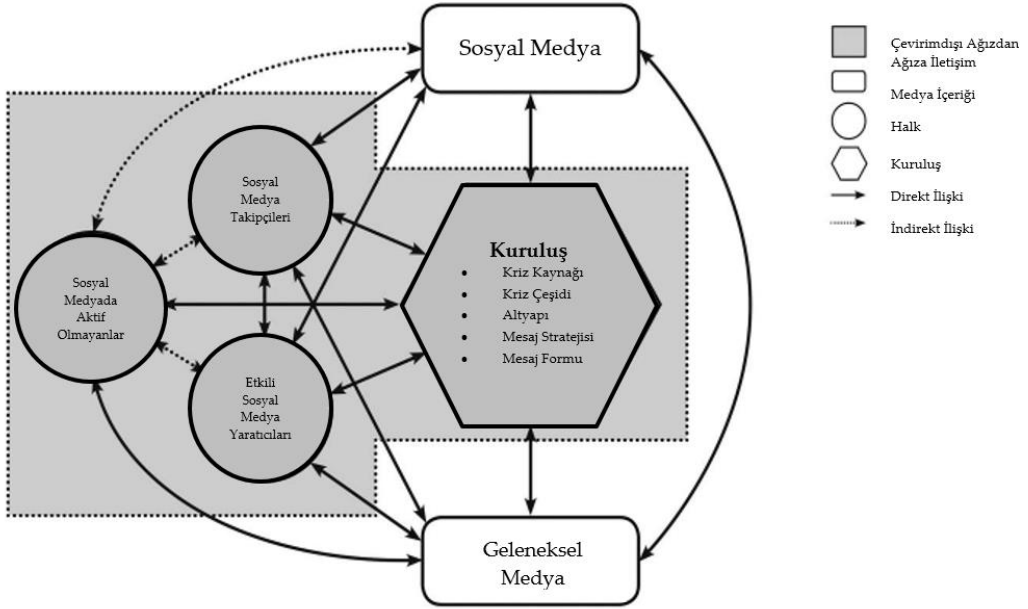 Sosyal Medya
Sosyal
Medya
Takipçileri
Sosyal
Medyada
Aktif
Olmayanlar
Etkili
Sosyal
Medya
Yaratıcıları
Kuruluş
• Kriz Kaynağı
• Kriz Çeşidi
• Altyapı
• Mesaj Stratejisi
• Mesaj Formu
Geleneksel
Medya
Çevirimdışı Ağızdan
Ağıza İletişim
Medya İçeriği
Halk
Kuruluş
Direkt İlişki
İndirekt İlişki